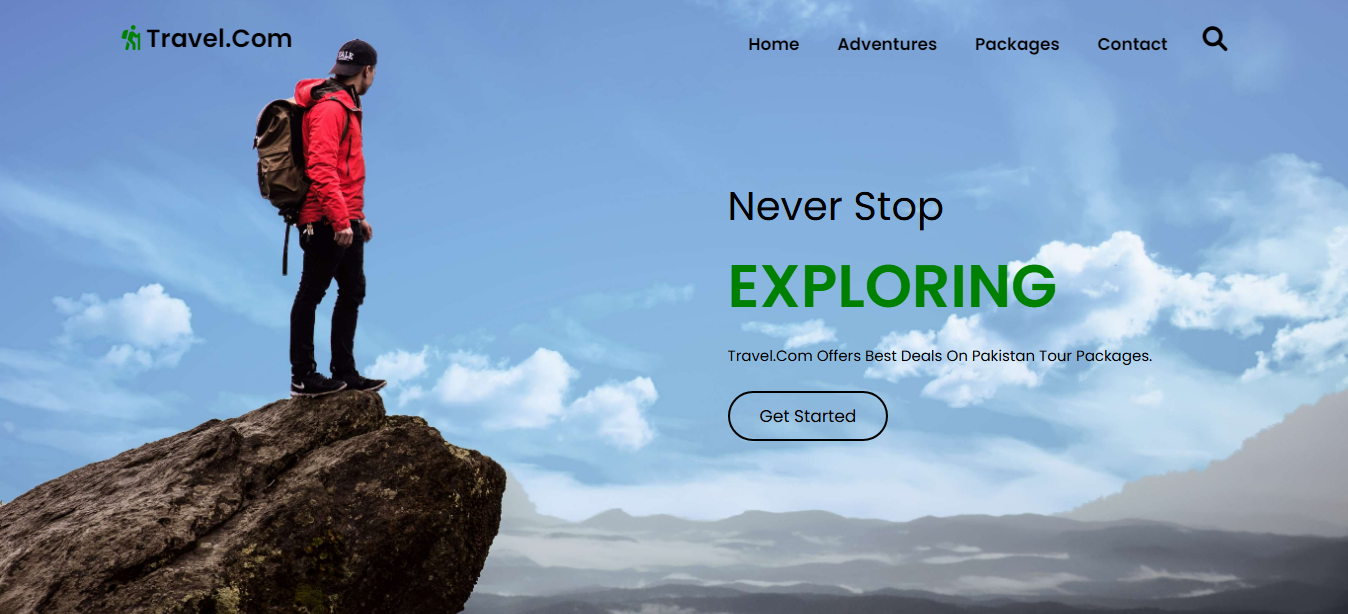 Travel.Com
Home Adventures Packages Contact
Never Stop
EXPLORING
Travel.Com Offers Best Deals On Pakistan Tour Packages.
Get Started